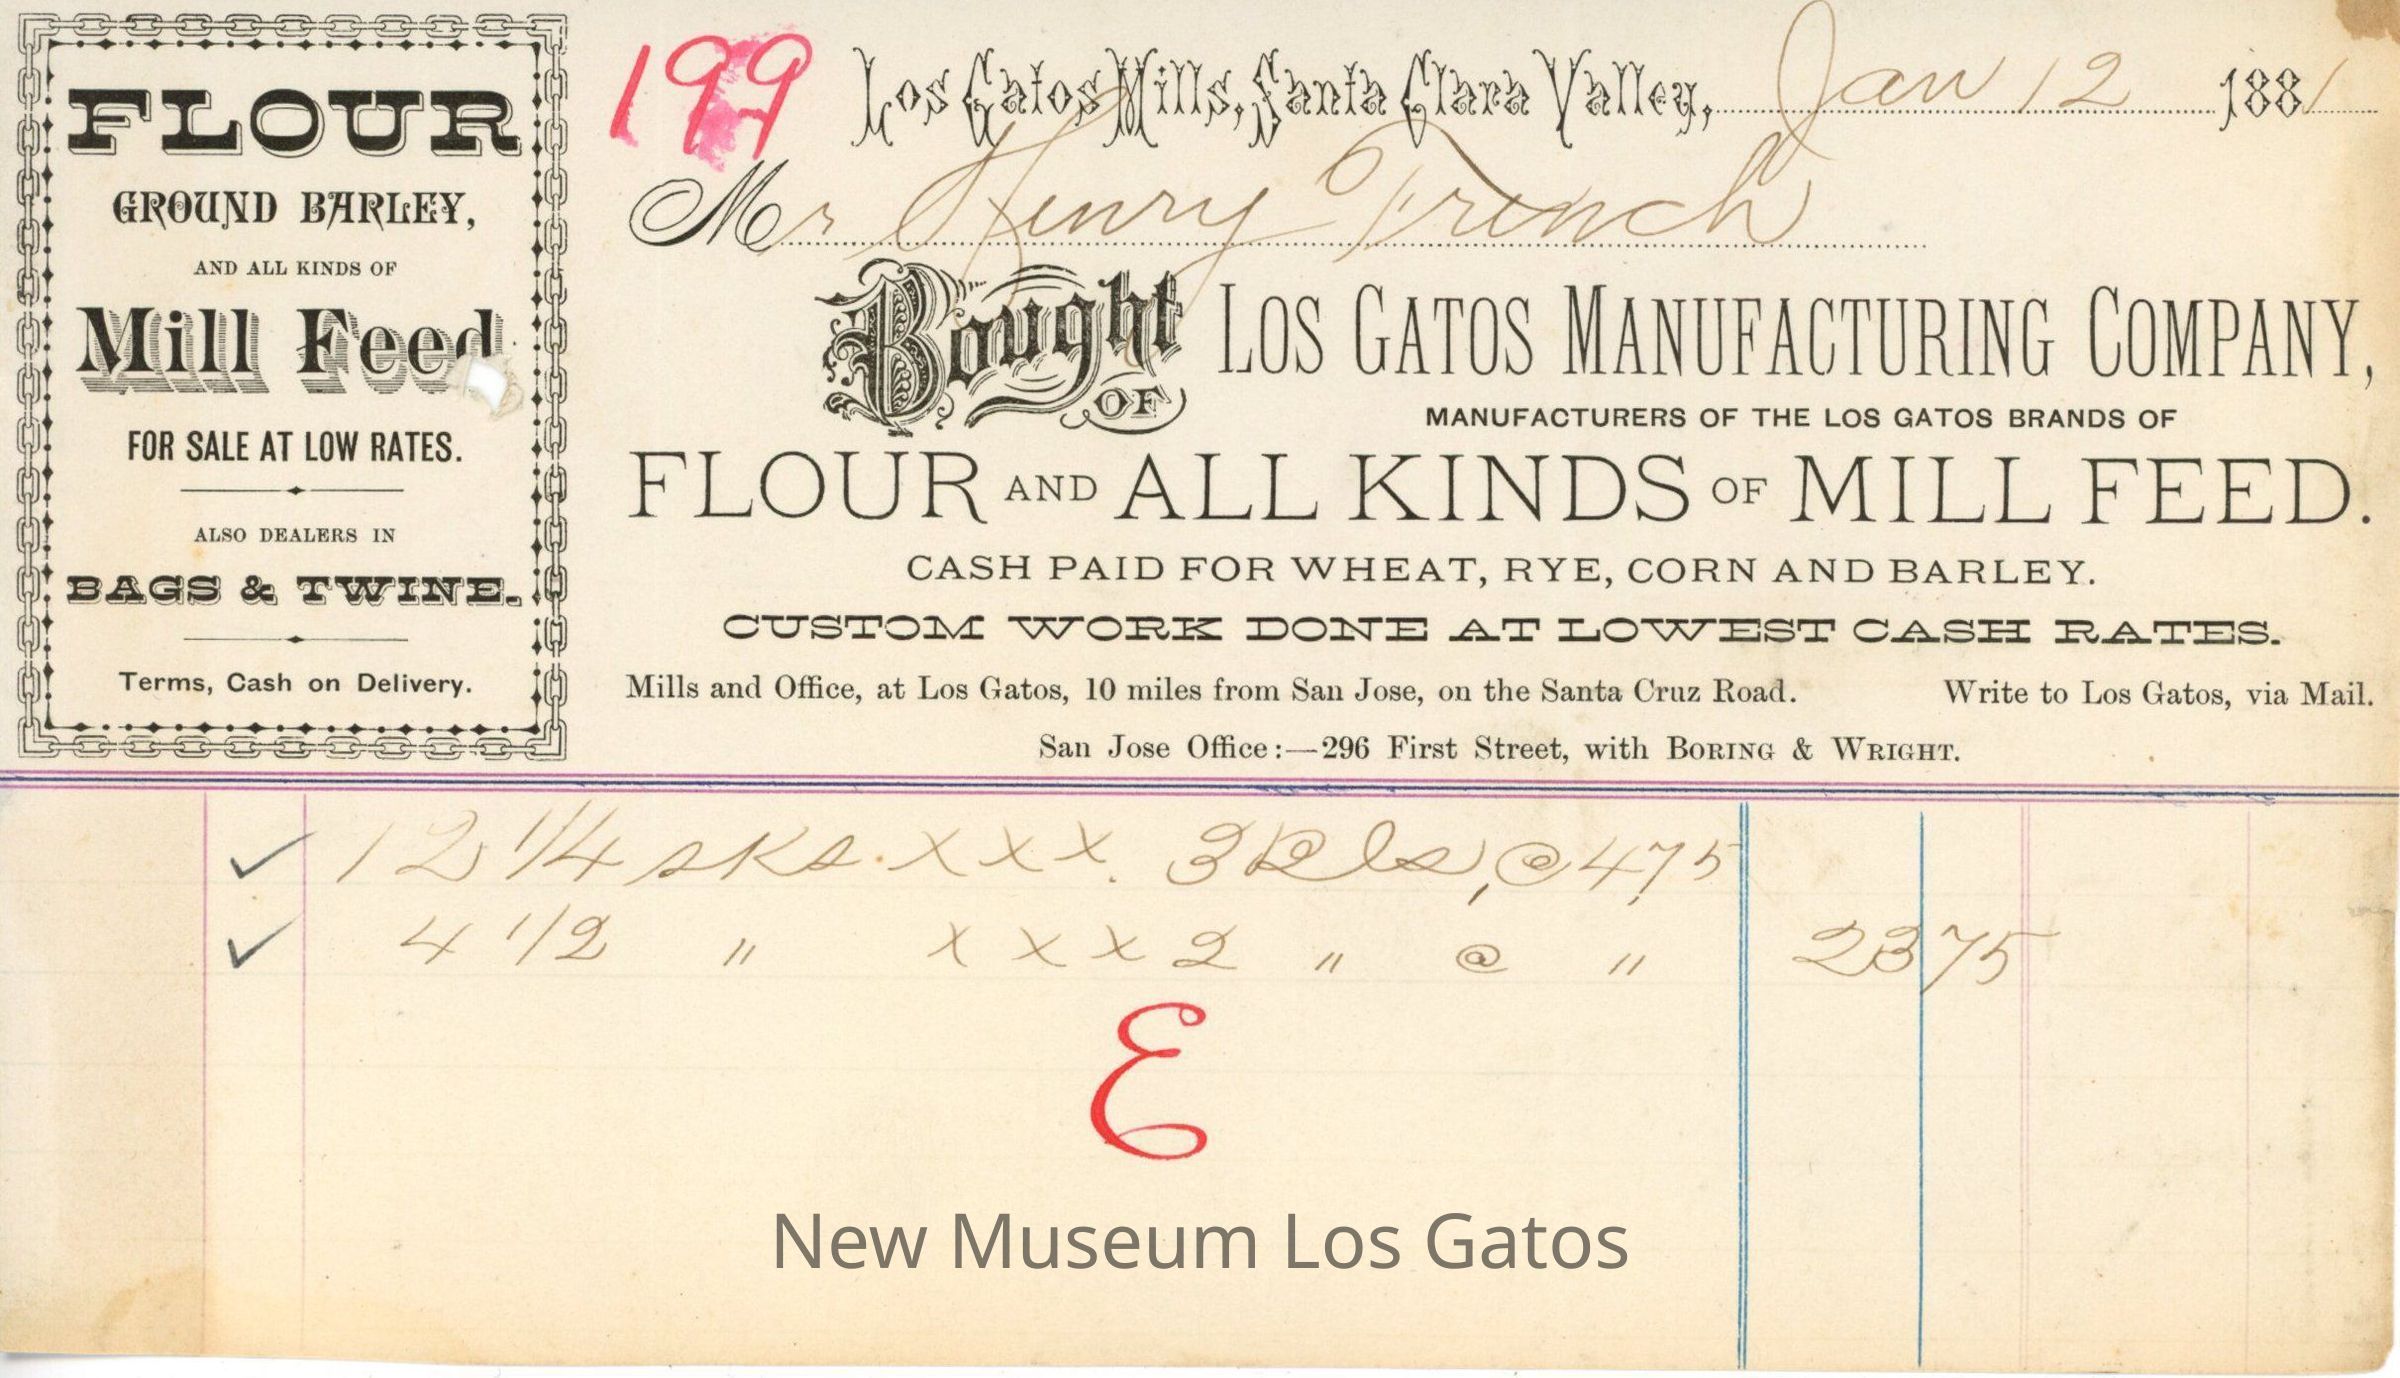 FLOUR
GROUND BARLEY,
AND ALL KINDS OF
Mill Feed
FOR SALE AT LOW RATES.
ALSO DEALERS IN
BAGS & TWINE.
Terms, Cash on Delivery.
199
Los Gatos Mills, Santa Clara Valley, Jan 12 1881
Mr Henry French
Bought OF LOS GATOS MANUFACTURING COMPANY,
MANUFACTURERS OF THE LOS GATOS BRANDS OF
FLOUR AND ALL KINDS OF MILL FEED.
CASH PAID FOR WHEAT, RYE, CORN AND BARLEY.
CUSTOM WORK DONE AT LOWEST CASH RATES.
Mills and Office, at Los Gatos, 10 miles from San Jose, on the Santa Cruz Road. Write to Los Gatos, via Mail.
San Jose Office:—296 First Street, with BORING & WRIGHT.
✓ 12 1/4 sks. x x x. 3 Bls, @ 4,75
✓ 4 1/2 " x x x 2 " @ " 23 75
E
New Museum Los Gatos